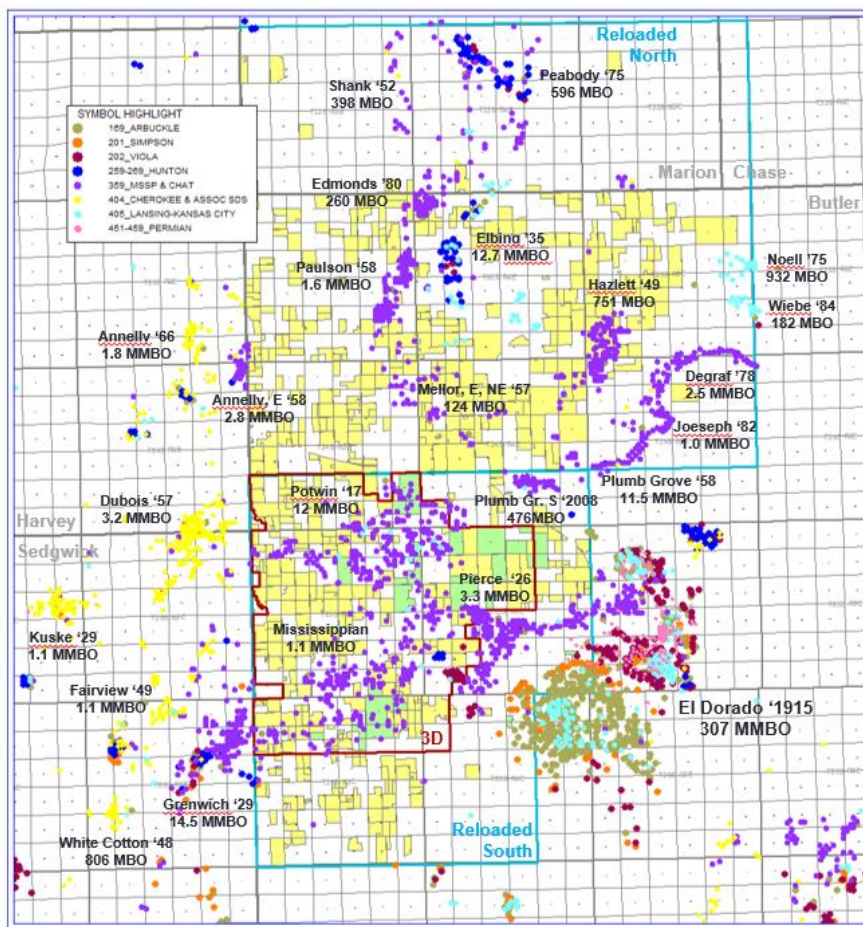 Reloaded
North
Shank ‘52
398 MBO
Peabody ‘75
596 MBO
SYMBOL HIGHLIGHT
169_ARBUCKLE
201_SIMPSON
202_VIOLA
259-269_HUNTON
359_MSSP & CHAT
404_CHEROKEE & ASSOC SDS
405_LANSING-KANSAS CITY
451-459_PERMIAN
Marion Chase
Edmonds ‘80
260 MBO
Butler
Elbing ‘35
12.7 MMBO
Paulson ‘58
1.6 MMBO
Noell ‘75
932 MBO
Hazlett ‘49
751 MBO
Wiebe ‘84
182 MBO
Annelly ‘66
1.8 MMBO
Annelly, E ‘58
2.8 MMBO
Mellor, E, NE ‘57
124 MBO
Degraf ‘78
2.5 MMBO
Joeseph ‘82
1.0 MMBO
Plumb Grove ‘58
11.5 MMBO
Potwin ‘17
12 MMBO
Plumb Gr. S ‘2008
476MBO
Dubois ‘57
3.2 MMBO
Harvey
Sedgwick
Pierce ‘26
3.3 MMBO
Mississippian
1.1 MMBO
Kuske ‘29
1.1 MMBO
Fairview ‘49
1.1 MMBO
El Dorado ‘1915
307 MMBO
3D
Grenwich ‘29
14.5 MMBO
Reloaded
South
White Cotton ‘48
806 MBO